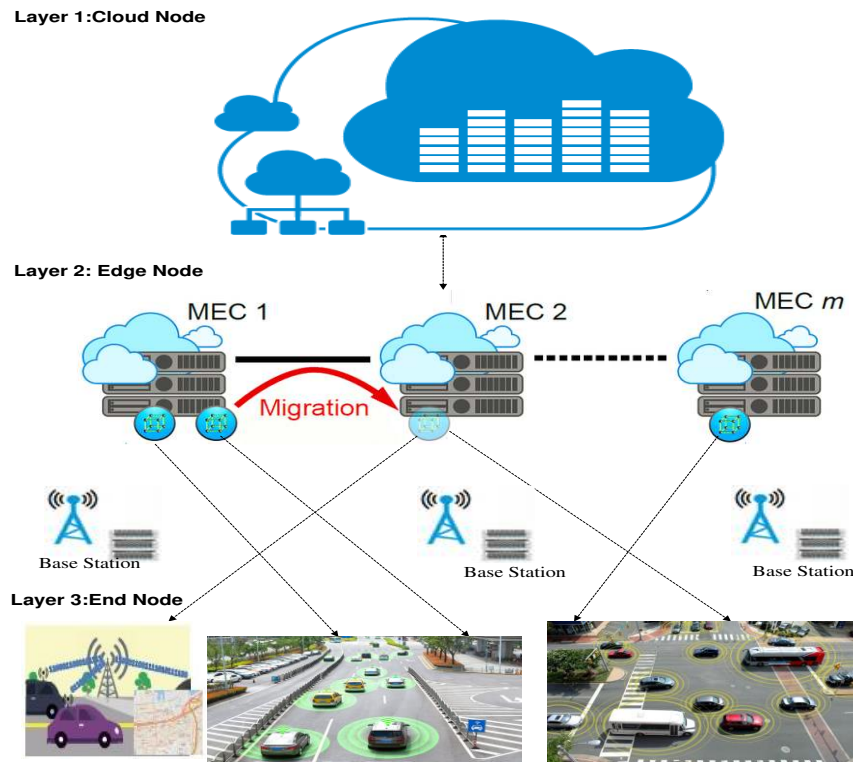 Layer 1:Cloud Node
Layer 2: Edge Node
MEC 1
MEC 2
MEC m
Migration
Base Station
Base Station
Base Station
Layer 3:End Node